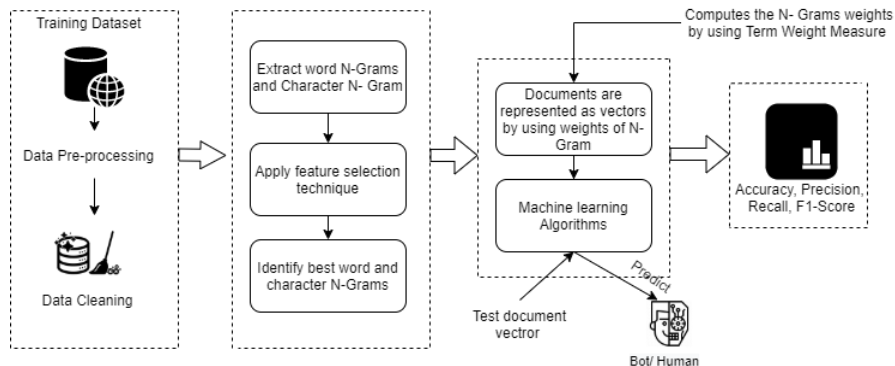 Training Dataset
Data Pre-processing
Data Cleaning
Extract word N-Grams
and Character N- Gram
Apply feature selection
technique
Identify best word and
character N-Grams
Computes the N- Grams weights
by using Term Weight Measure
Documents are
represented as vectors
by using weights of N-
Gram
Machine learning
Algorithms
Test document
vectror
Predict
Bot/ Human
Accuracy, Precision,
Recall, F1-Score